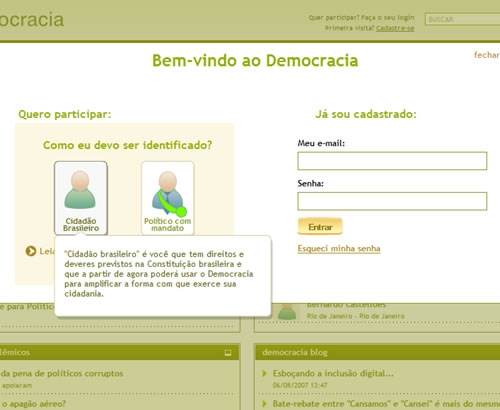 ocracia
Quer participar? Faça o seu login
Primeira visita? Cadastre-se
BUSCAR
fechar
Bem-vindo ao Democracia
Quero participar:
Já sou cadastrado:
Como eu devo ser identificado?
Cidadão
Brasileiro
Político com
mandato
Meu e-mail:
Senha:
Entrar
Esqueci minha senha
Leia
"Cidadão brasileiro" é você que tem direitos e
deveres previstos na Constituição brasileira e
que a partir de agora poderá usar o Democracia
para amplificar a forma com que exerce sua
cidadania.
e para Polític
Bernardo Castellões
Rio de Janeiro - Rio de Janeiro
lêmicos
da pena de políticos corruptos
apoiaram
o apagão aéreo?
democracia blog
Esboçando a inclusão digital...
06/08/2007 12:47
Bate-rebate entre "Cansamos" e "Cansei" é mais do mesmo